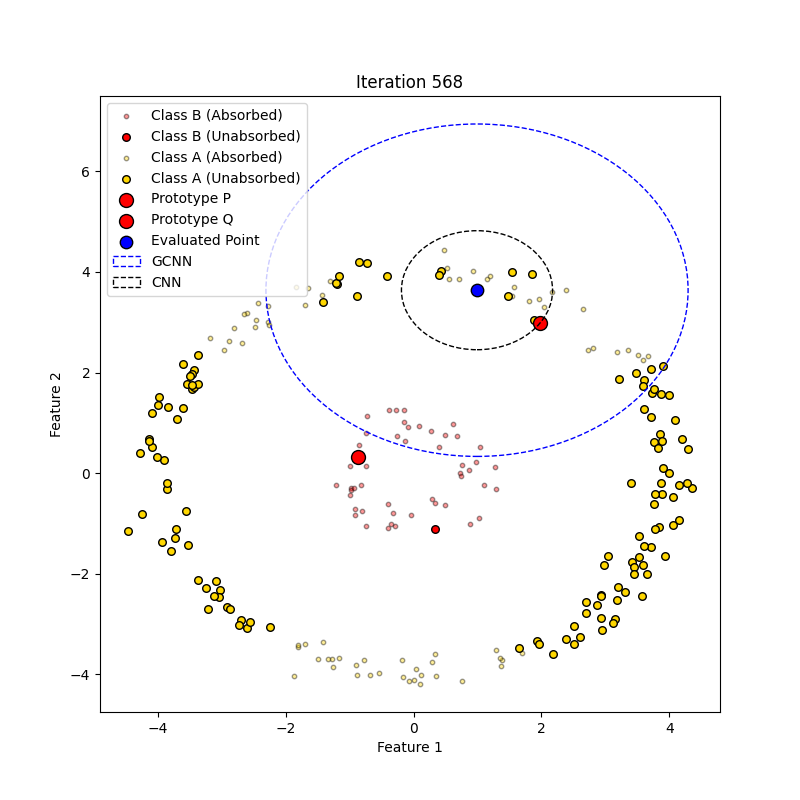 Iteration 568
Class B (Absorbed)
Class B (Unabsorbed)
Class A (Absorbed)
Class A (Unabsorbed)
Prototype P
Prototype Q
Evaluated Point
GCNN
CNN
6
4
2
0
−2
−4
Feature 2
−4 −2 0 2 4
Feature 1